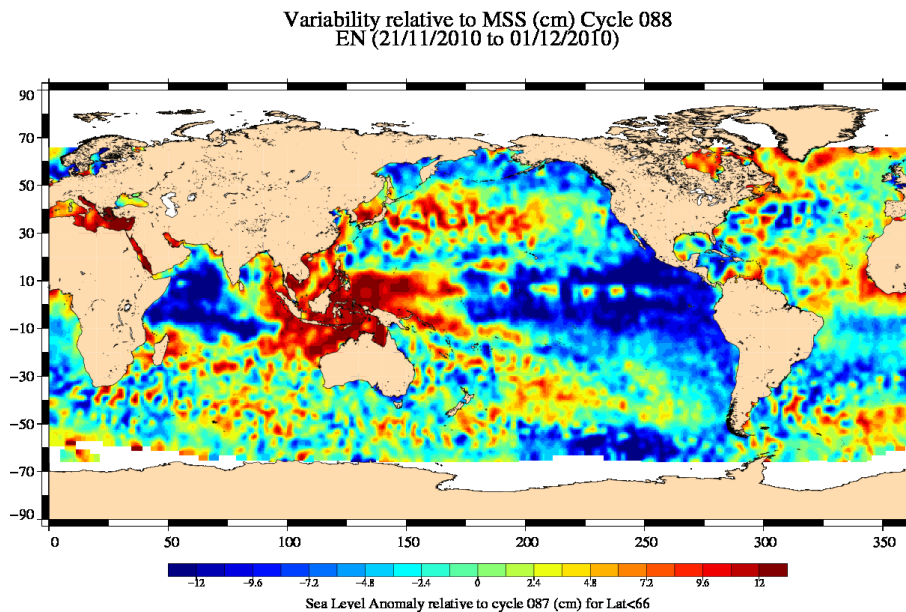 Variability relative to MSS (cm) Cycle 088
EN (21/11/2010 to 01/12/2010)
90
70
50
30
10
−10
−30
−50
−70
−90
0 50 100 150 200 250 300 350
−12 −9.6 −7.2 −4.8 −2.4 0 2.4 4.8 7.2 9.6 12
Sea Level Anomaly relative to cycle 087 (cm) for Lat<66